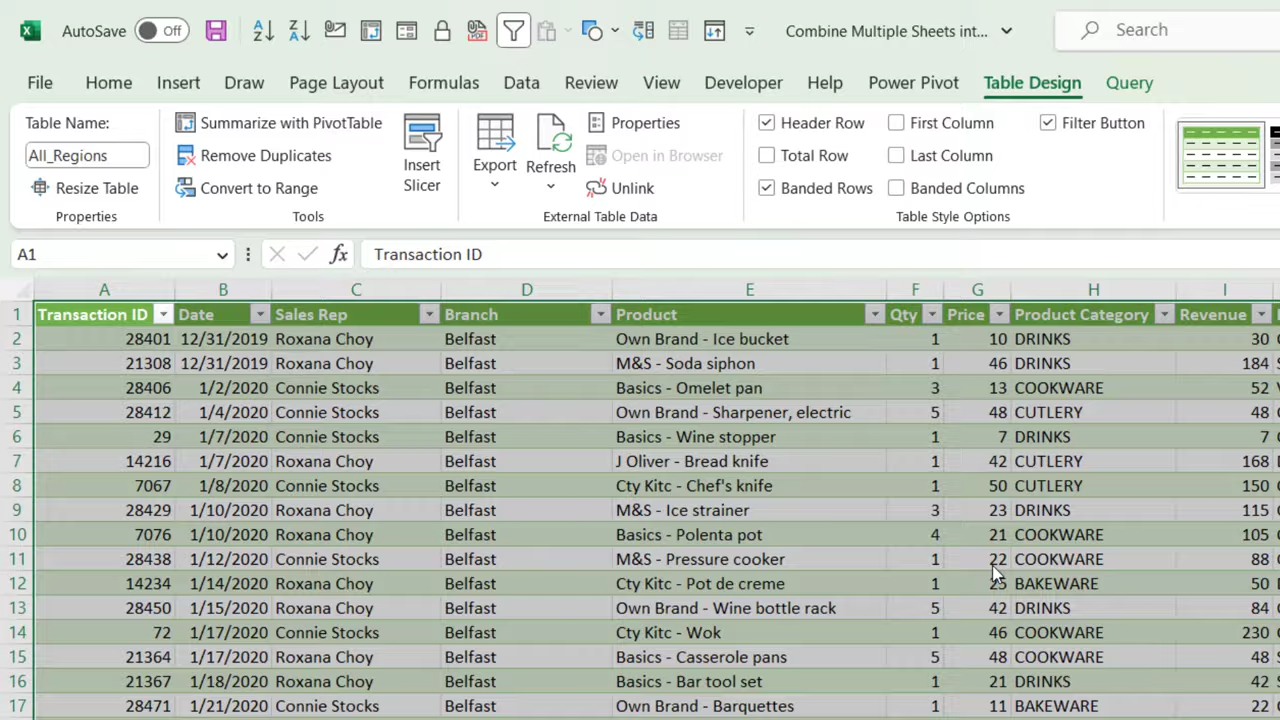 AutoSave Off Combine Multiple Sheets int... Search
File Home Insert Draw Page Layout Formulas Data Review View Developer Help Power Pivot Table Design Query
Table Name:
All_Regions
Resize Table
Properties
Summarize with PivotTable
Remove Duplicates
Convert to Range
Insert
Slicer
Tools
Export
Refresh
Properties
Open in Browser
Unlink
External Table Data
Header Row First Column Filter Button
Total Row Last Column
Banded Rows Banded Columns
Table Style Options
A1 fx Transaction ID
A B C D E F G H I
1 Transaction ID Date Sales Rep Branch Product Qty Price Product Category Revenue
2 28401 12/31/2019 Roxana Choy Belfast Own Brand - Ice bucket 1 10 DRINKS 30
3 21308 12/31/2019 Roxana Choy Belfast M&S - Soda siphon 1 46 DRINKS 184
4 28406 1/2/2020 Connie Stocks Belfast Basics - Omelet pan 3 13 COOKWARE 52
5 28412 1/4/2020 Connie Stocks Belfast Own Brand - Sharpener, electric 5 48 CUTLERY 48
6 29 1/7/2020 Connie Stocks Belfast Basics - Wine stopper 1 7 DRINKS 7
7 14216 1/7/2020 Roxana Choy Belfast J Oliver - Bread knife 1 42 CUTLERY 168
8 7067 1/8/2020 Connie Stocks Belfast Cty Kitc - Chef's knife 1 50 CUTLERY 150
9 28429 1/10/2020 Roxana Choy Belfast M&S - Ice strainer 3 23 DRINKS 115
10 7076 1/10/2020 Roxana Choy Belfast Basics - Polenta pot 4 21 COOKWARE 105
11 28438 1/12/2020 Connie Stocks Belfast M&S - Pressure cooker 1 22 COOKWARE 88
12 14234 1/14/2020 Roxana Choy Belfast Cty Kitc - Pot de creme 1 25 BAKEWARE 50
13 28450 1/15/2020 Roxana Choy Belfast Own Brand - Wine bottle rack 5 42 DRINKS 84
14 72 1/17/2020 Connie Stocks Belfast Cty Kitc - Wok 1 46 COOKWARE 230
15 21364 1/17/2020 Roxana Choy Belfast Basics - Casserole pans 5 48 COOKWARE 48
16 21367 1/18/2020 Roxana Choy Belfast Basics - Bar tool set 1 21 DRINKS 42
17 28471 1/21/2020 Connie Stocks Belfast Own Brand - Barquettes 1 11 BAKEWARE 22